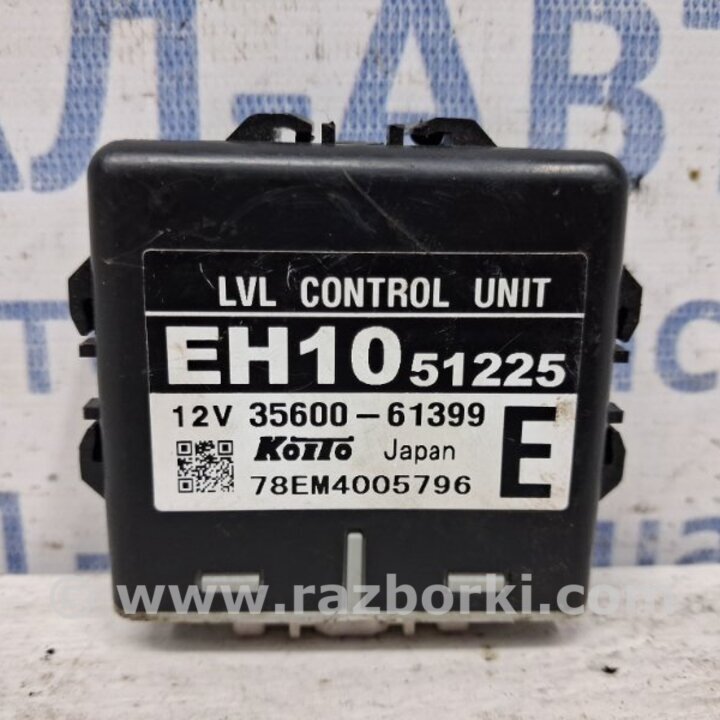 LVL CONTROL UNIT
EH10 51225
12V 35600-61399 E
KOITO Japan
78EM4005796
© www.razborki.com